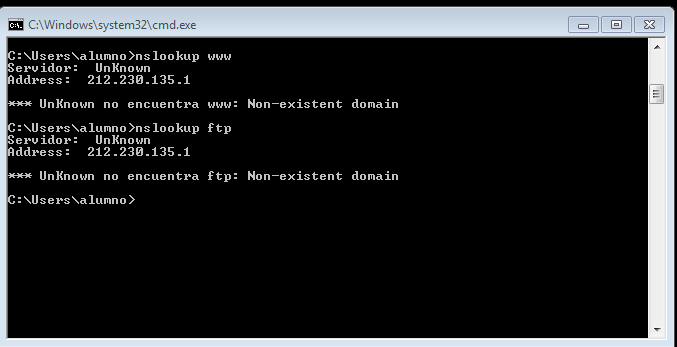 C:\Windows\system32\cmd.exe
C:\Users\alumno>nslookup www
Servidor:  UnKnown
Address:  212.230.135.1
*** UnKnown no encuentra www: Non-existent domain
C:\Users\alumno>nslookup ftp
Servidor:  UnKnown
Address:  212.230.135.1
*** UnKnown no encuentra ftp: Non-existent domain
C:\Users\alumno>